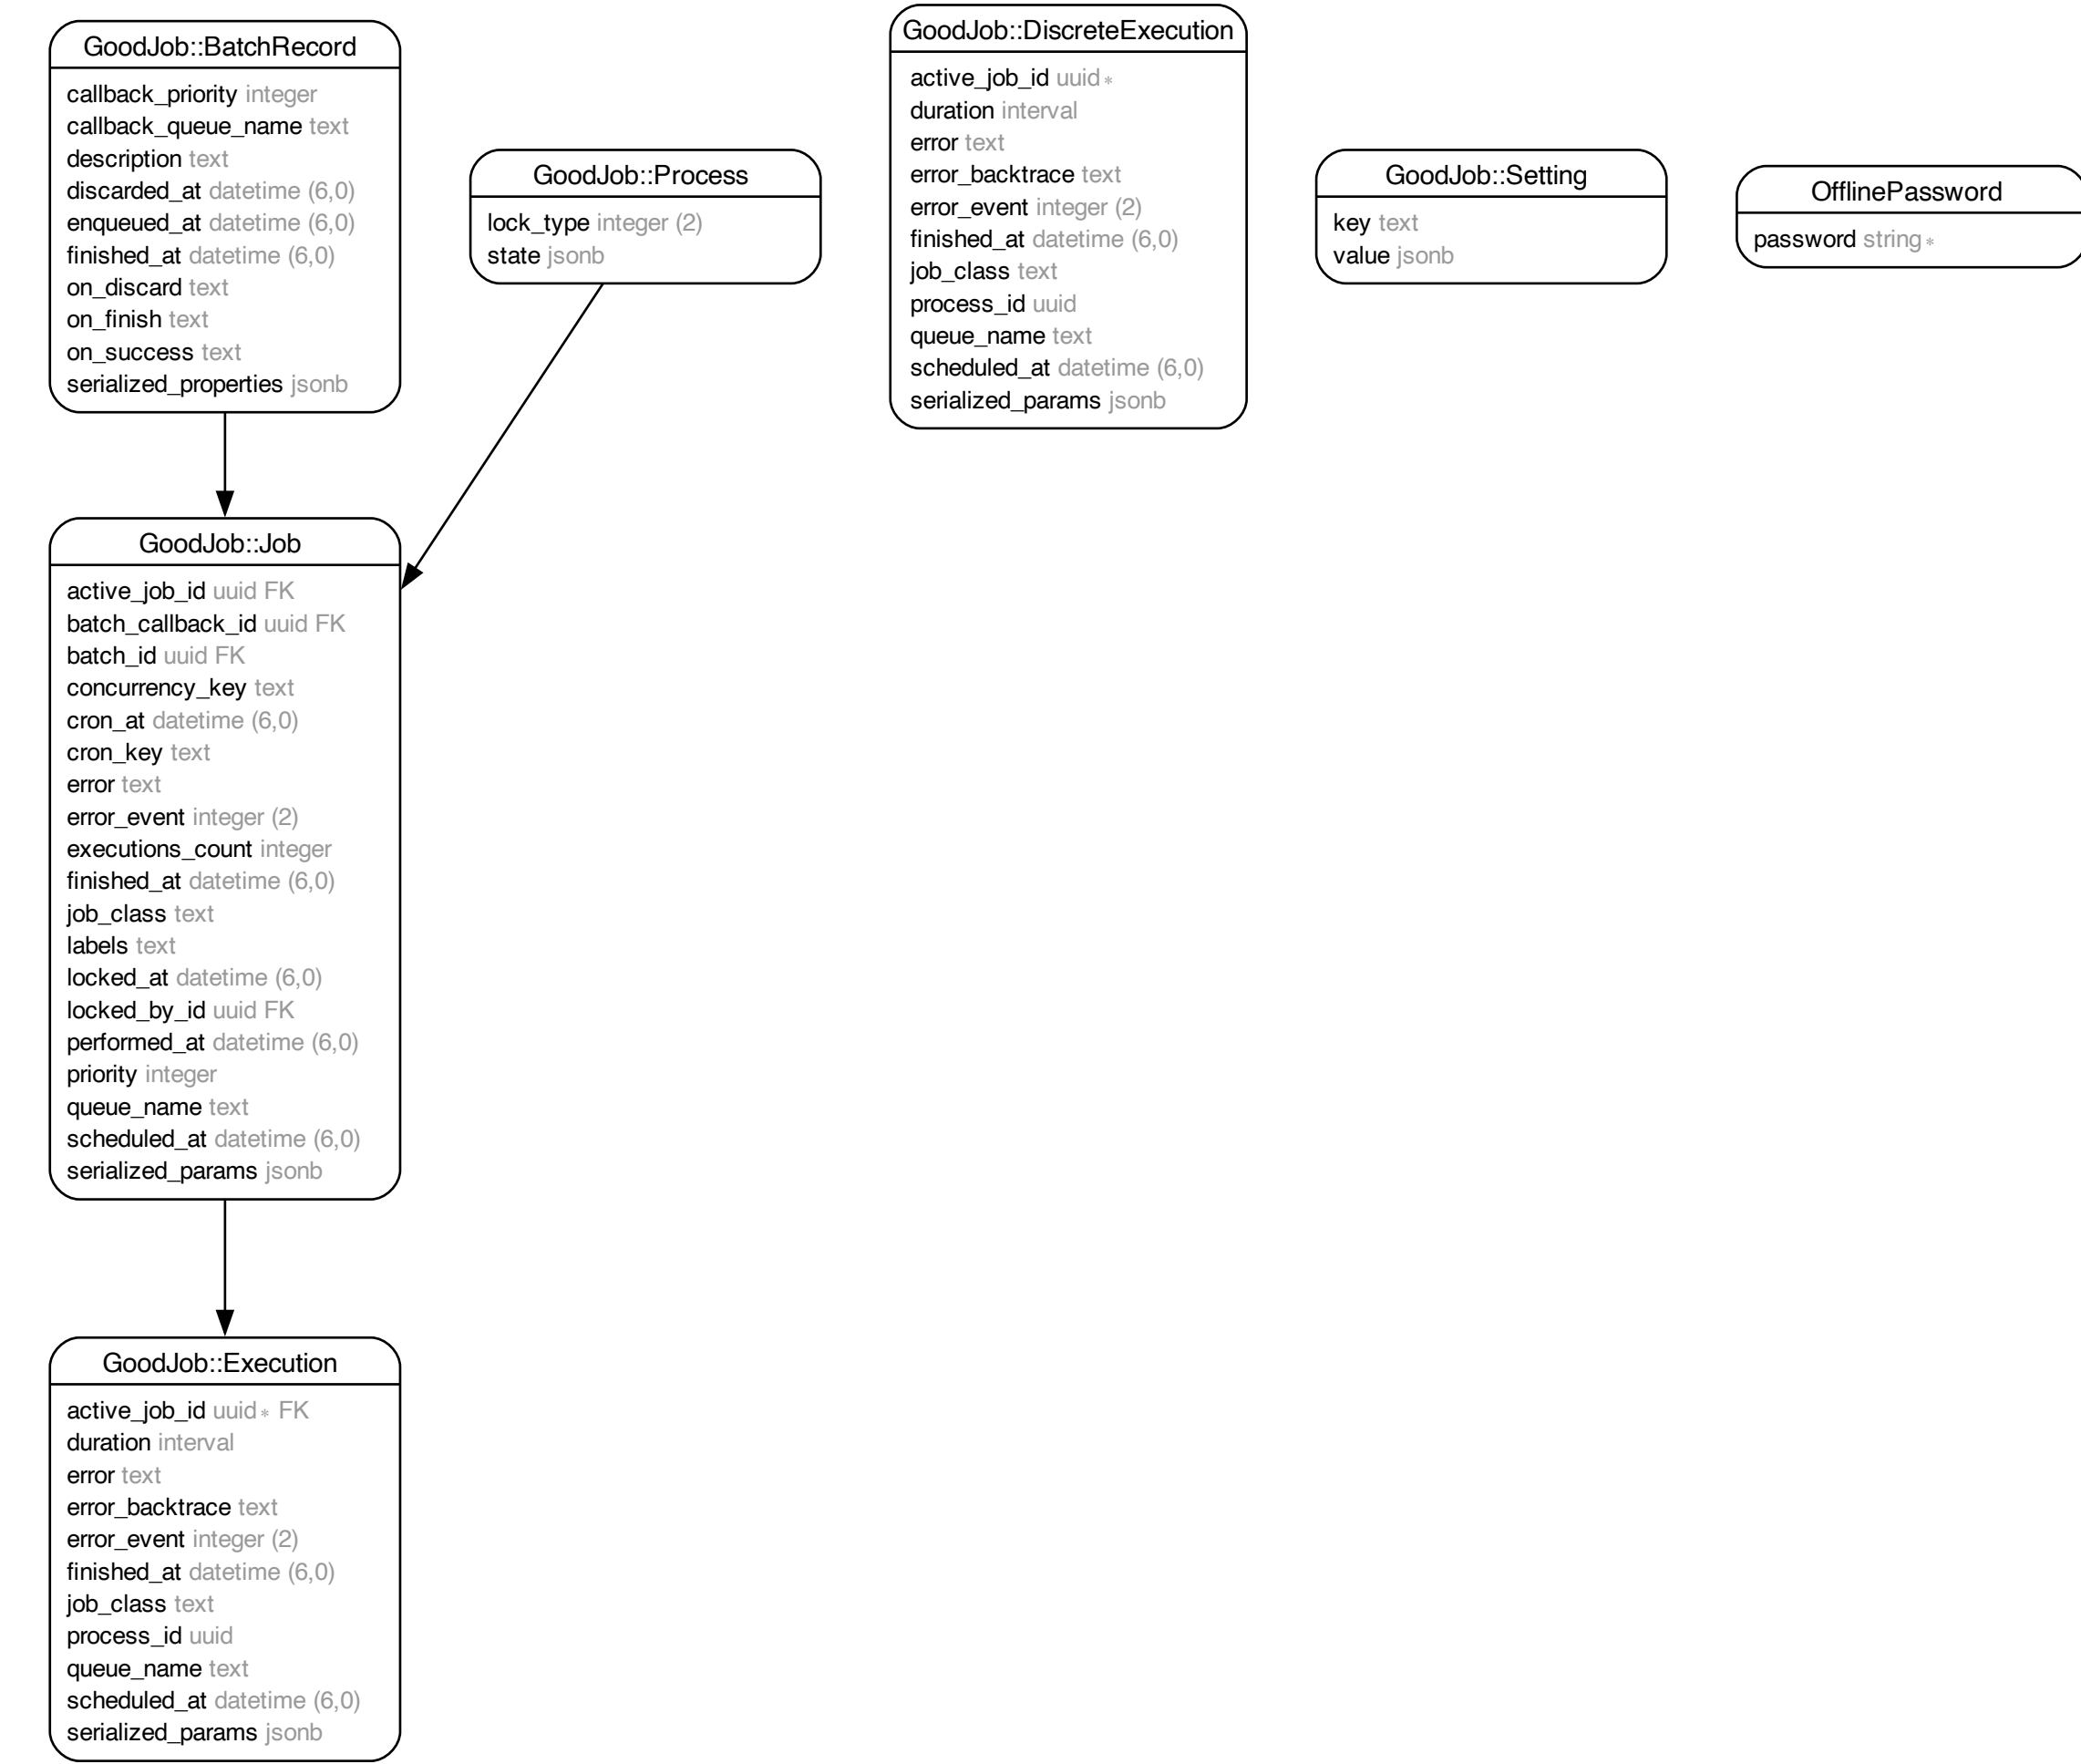 GoodJob::BatchRecord
callback_priority integer
callback_queue_name text
description text
discarded_at datetime (6,0)
enqueued_at datetime (6,0)
finished_at datetime (6,0)
on_discard text
on_finish text
on_success text
serialized_properties jsonb
GoodJob::Process
lock_type integer (2)
state jsonb
GoodJob::DiscreteExecution
active_job_id uuid *
duration interval
error text
error_backtrace text
error_event integer (2)
finished_at datetime (6,0)
job_class text
process_id uuid
queue_name text
scheduled_at datetime (6,0)
serialized_params jsonb
GoodJob::Setting
key text
value jsonb
OfflinePassword
password string *
GoodJob::Job
active_job_id uuid FK
batch_callback_id uuid FK
batch_id uuid FK
concurrency_key text
cron_at datetime (6,0)
cron_key text
error text
error_event integer (2)
executions_count integer
finished_at datetime (6,0)
job_class text
labels text
locked_at datetime (6,0)
locked_by_id uuid FK
performed_at datetime (6,0)
priority integer
queue_name text
scheduled_at datetime (6,0)
serialized_params jsonb
GoodJob::Execution
active_job_id uuid * FK
duration interval
error text
error_backtrace text
error_event integer (2)
finished_at datetime (6,0)
job_class text
process_id uuid
queue_name text
scheduled_at datetime (6,0)
serialized_params jsonb